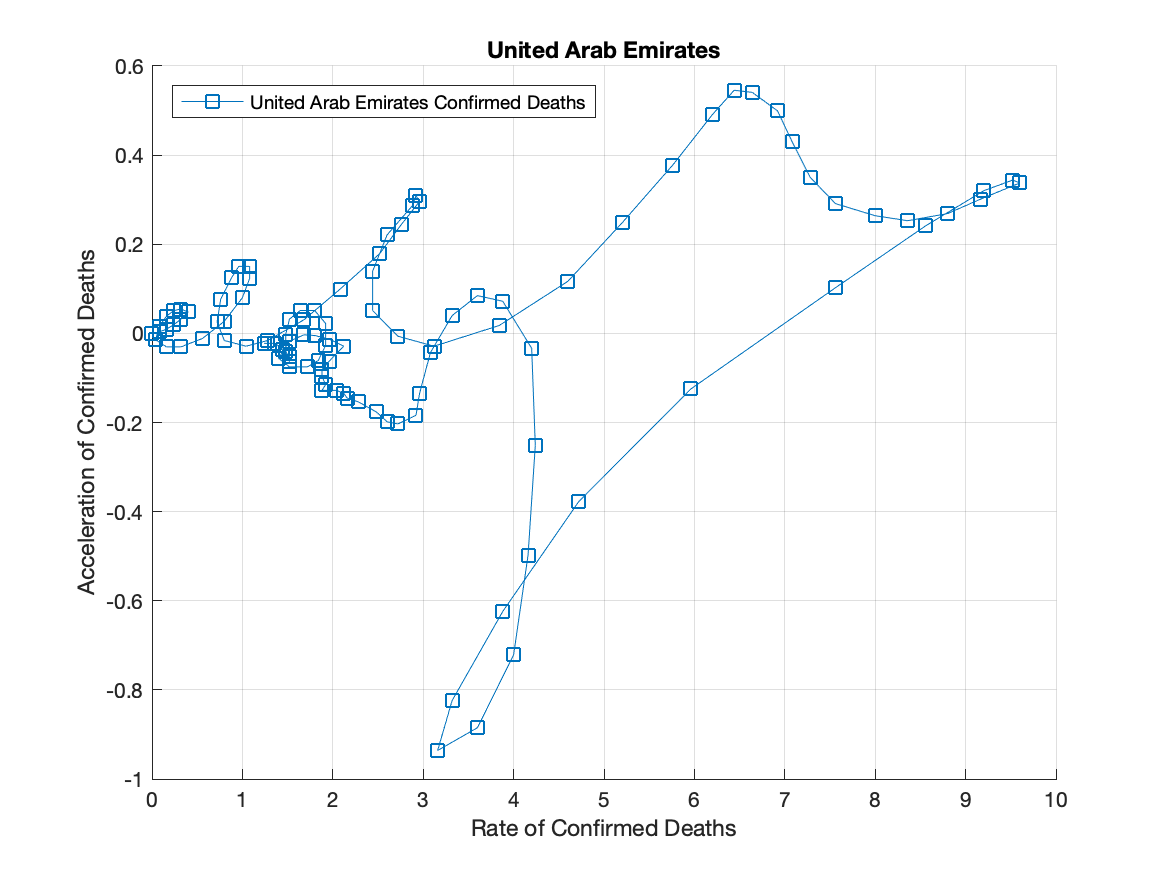 United Arab Emirates
United Arab Emirates Confirmed Deaths
0.6
0.4
0.2
0
-0.2
-0.4
-0.6
-0.8
-1
Acceleration of Confirmed Deaths
0 1 2 3 4 5 6 7 8 9 10
Rate of Confirmed Deaths